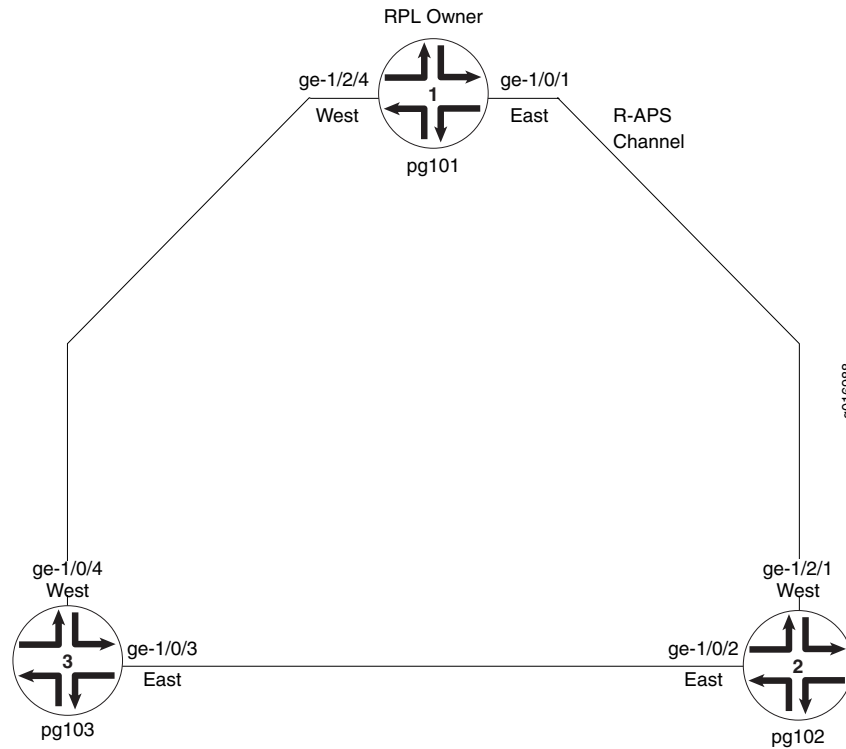 RPL Owner
ge-1/2/4
ge-1/0/1
1
West
East
R-APS
Channel
pg101
ge-1/0/4
West
ge-1/2/1
West
ge-1/0/3
ge-1/0/2
3
2
East
East
pg103
pg102